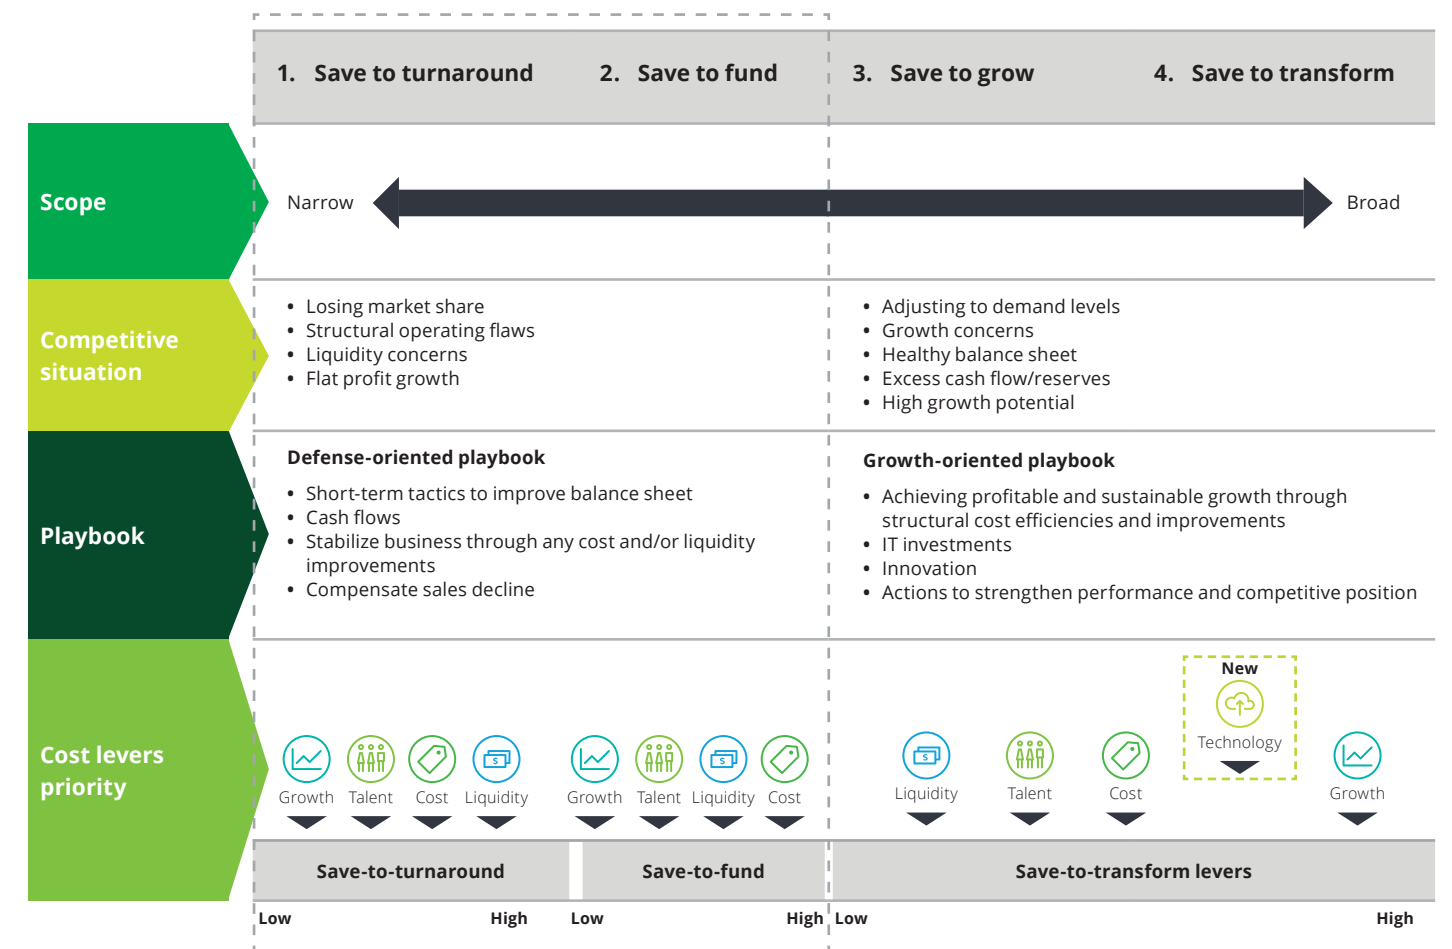 1. Save to turnaround
2. Save to fund
3. Save to grow
4. Save to transform
Scope
Narrow
Broad
Competitive
situation
• Losing market share
• Structural operating flaws
• Liquidity concerns
• Flat profit growth
• Adjusting to demand levels
• Growth concerns
• Healthy balance sheet
• Excess cash flow/reserves
• High growth potential
Playbook
Defense-oriented playbook
• Short-term tactics to improve balance sheet
• Cash flows
• Stabilize business through any cost and/or liquidity
improvements
• Compensate sales decline
Growth-oriented playbook
• Achieving profitable and sustainable growth through
structural cost efficiencies and improvements
• IT investments
• Innovation
• Actions to strengthen performance and competitive position
Cost levers
priority
Growth
Talent
Cost
$
Liquidity
Growth
Talent
$
Liquidity
Cost
$
Liquidity
Talent
Cost
New
Technology
Growth
Save-to-turnaround
Save-to-fund
Save-to-transform levers
Low
High
Low
High
Low
High